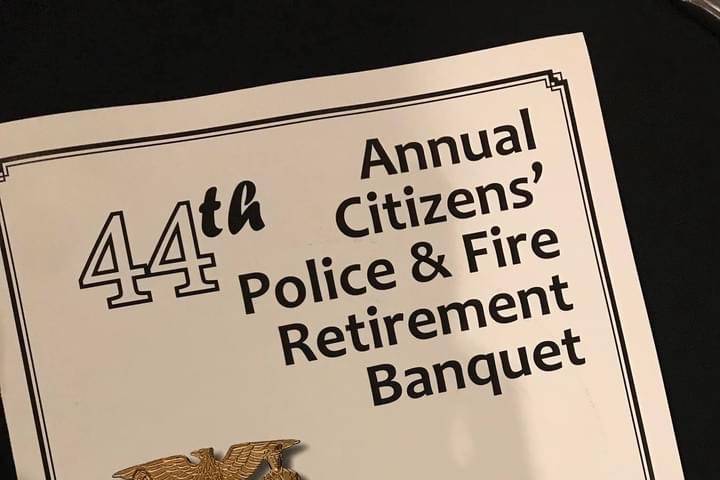 44th
Annual
Citizens'
Police & Fire
Retirement
Banquet